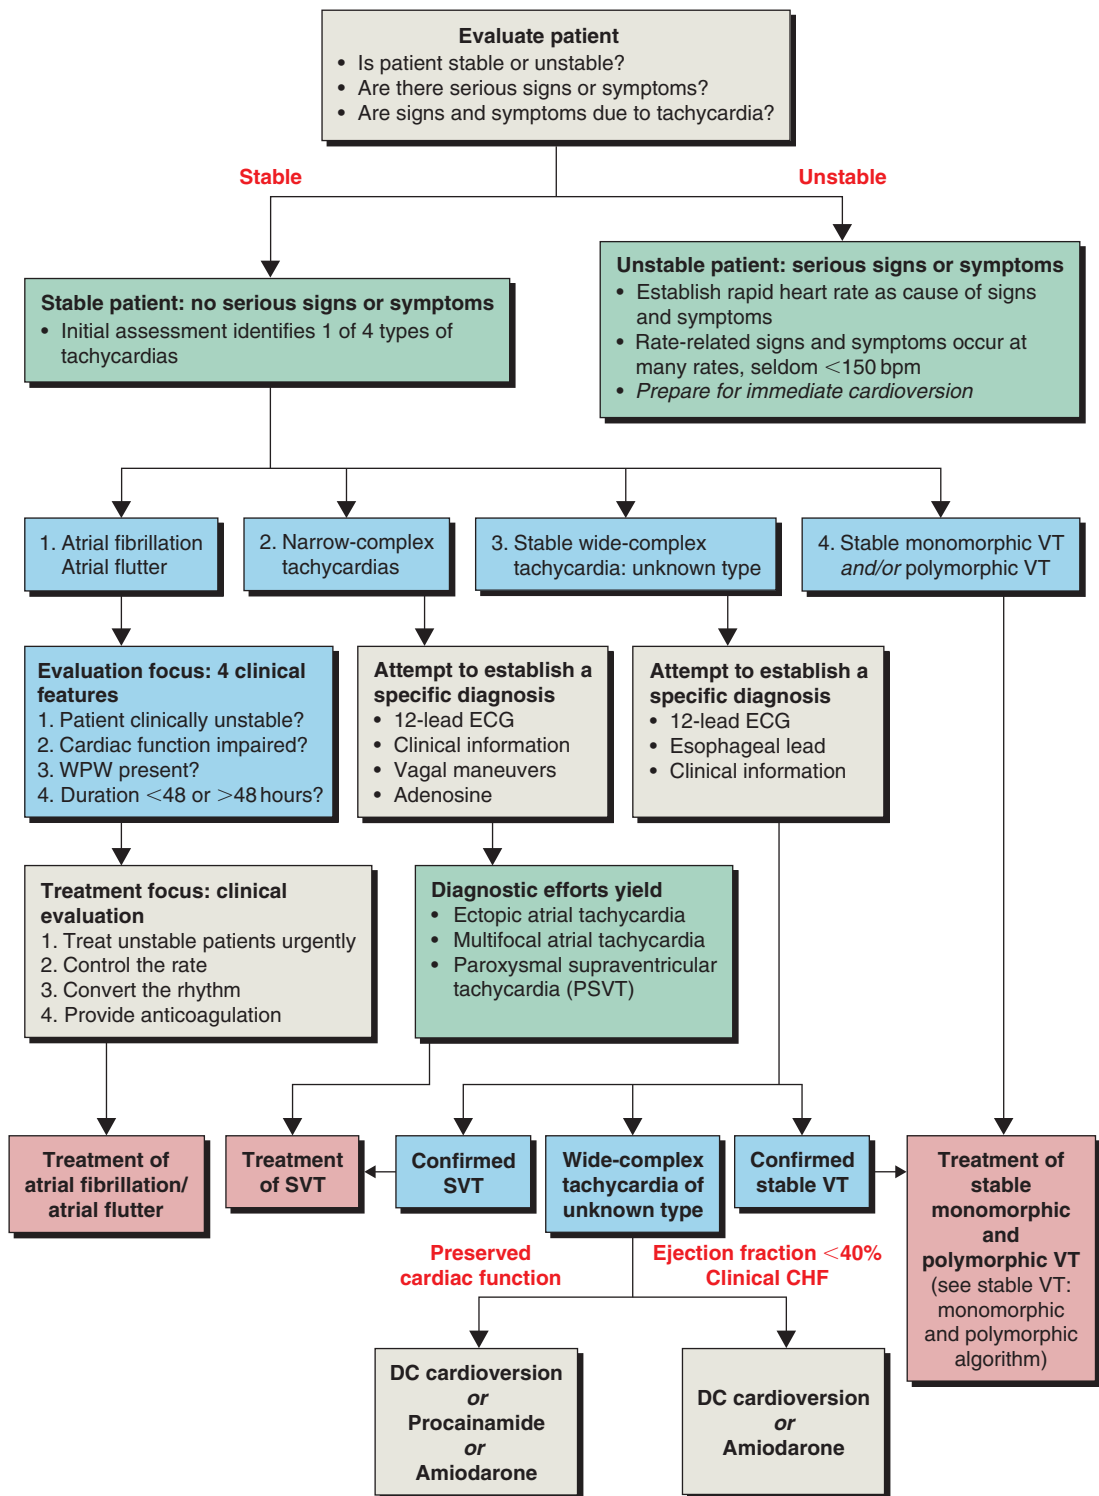 Evaluate patient
• Is patient stable or unstable?
• Are there serious signs or symptoms?
• Are signs and symptoms due to tachycardia?
Stable
Unstable
Stable patient: no serious signs or symptoms
• Initial assessment identifies 1 of 4 types of
tachycardias
Unstable patient: serious signs or symptoms
• Establish rapid heart rate as cause of signs
and symptoms
• Rate-related signs and symptoms occur at
many rates, seldom <150 bpm
• Prepare for immediate cardioversion
1. Atrial fibrillation
Atrial flutter
2. Narrow-complex
tachycardias
3. Stable wide-complex
tachycardia: unknown type
4. Stable monomorphic VT
and/or polymorphic VT
Evaluation focus: 4 clinical
features
1. Patient clinically unstable?
2. Cardiac function impaired?
3. WPW present?
4. Duration <48 or >48 hours?
Attempt to establish a
specific diagnosis
• 12-lead ECG
• Clinical information
• Vagal maneuvers
• Adenosine
Attempt to establish a
specific diagnosis
• 12-lead ECG
• Esophageal lead
• Clinical information
Treatment focus: clinical
evaluation
1. Treat unstable patients urgently
2. Control the rate
3. Convert the rhythm
4. Provide anticoagulation
Diagnostic efforts yield
• Ectopic atrial tachycardia
• Multifocal atrial tachycardia
• Paroxysmal supraventricular
tachycardia (PSVT)
Treatment of
atrial fibrillation/
atrial flutter
Treatment
of SVT
Confirmed
SVT
Wide-complex
tachycardia of
unknown type
Confirmed
stable VT
Treatment of
stable
monomorphic
and
polymorphic VT
(see stable VT:
monomorphic
and polymorphic
algorithm)
Preserved
cardiac function
Ejection fraction <40%
Clinical CHF
DC cardioversion
or
Procainamide
or
Amiodarone
DC cardioversion
or
Amiodarone